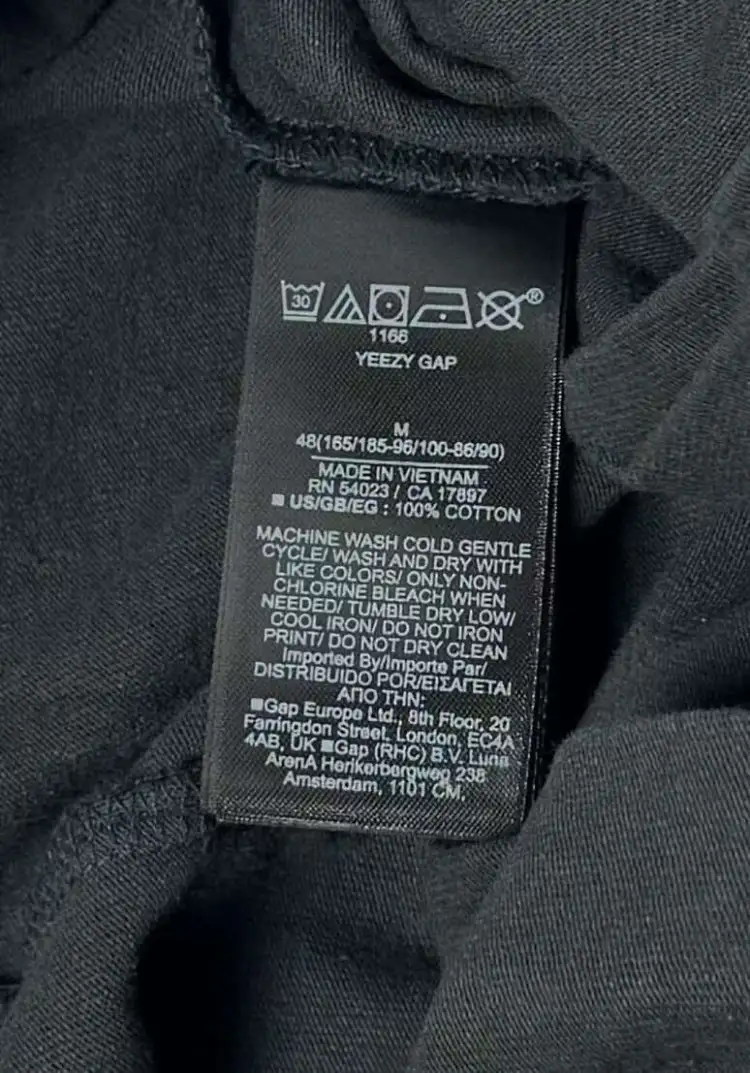 30
®
1166
YEEZY GAP
M
48(165/185-96/100-86/90)
MADE IN VIETNAM
RN 54023 / CA 17897
■ US/GB/EG : 100% COTTON
MACHINE WASH COLD GENTLE
CYCLE/ WASH AND DRY WITH
LIKE COLORS/ ONLY NON-
CHLORINE BLEACH WHEN
NEEDED/ TUMBLE DRY LOW/
COOL IRON/ DO NOT IRON
PRINT/ DO NOT DRY CLEAN
Imported By/Importe Par/
DISTRIBUIDO POR/ΕΙΣΑΓΕΤΑΙ
ΑΠΟ ΤΗΝ:
■Gap Europe Ltd., 8th Floor, 20
Farringdon Street, London, EC4A
4AB, UK ■Gap (RHC) B.V. Luna
ArenA Herikerbergweg 238
Amsterdam, 1101 CM,